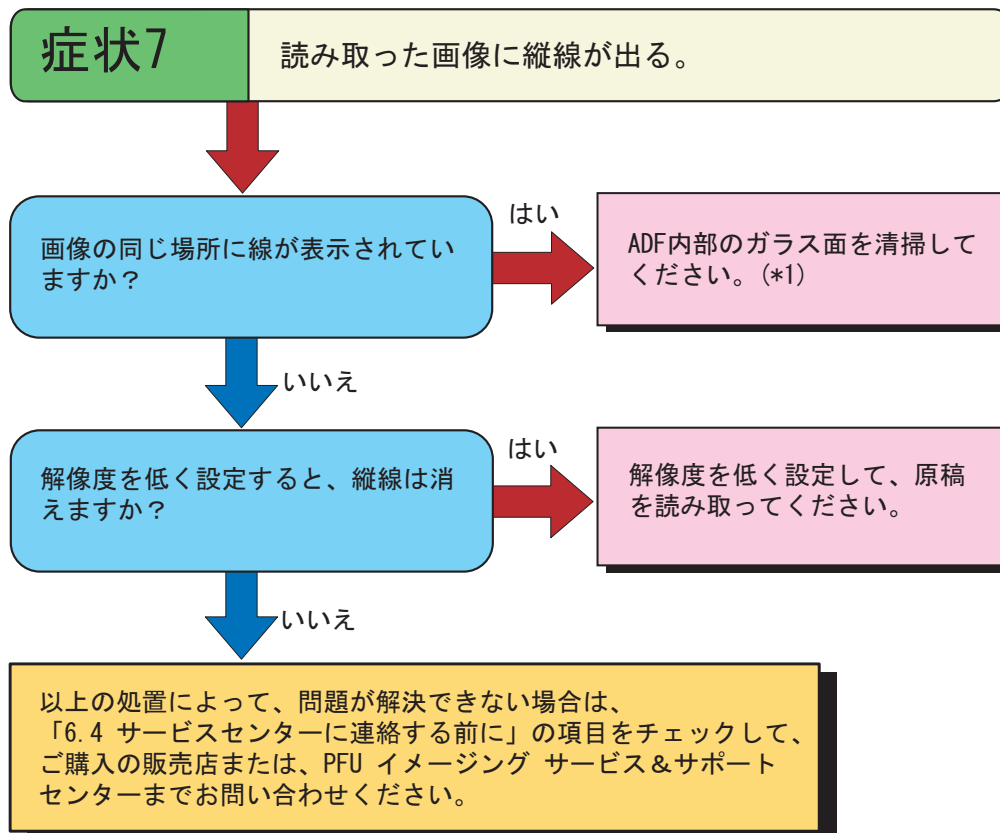 症状7
読み取った画像に縦線が出る。
画像の同じ場所に線が表示されてい
ますか？
はい
ADF内部のガラス面を清掃して
ください。(*1)
いいえ
解像度を低く設定すると、縦線は消
えますか？
はい
解像度を低く設定して、原稿
を読み取ってください。
いいえ
以上の処置によって、問題が解決できない場合は、
「6.4 サービスセンターに連絡する前に」の項目をチェックして、
ご購入の販売店または、PFU イメージング サービス＆サポート
センターまでお問い合わせください。